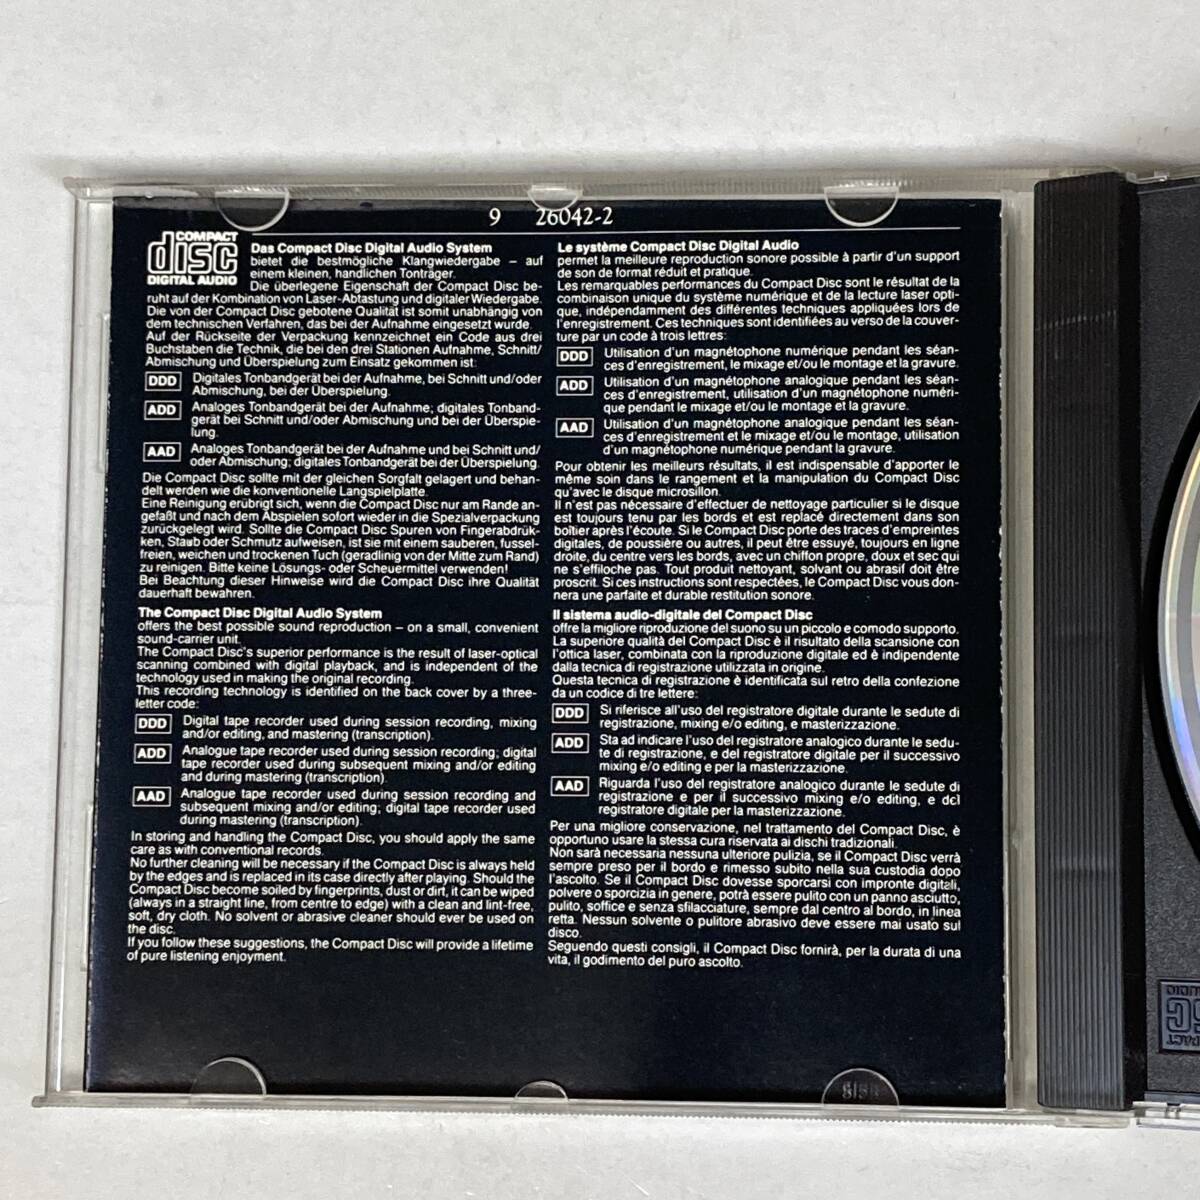 9 26042-2
COMPACT
disc
DIGITAL AUDIO
Das Compact Disc Digital Audio System
bietet die bestmögliche Klangwiedergabe – auf
einem kleinen, handlichen Tonträger.
Die überlegene Eigenschaft der Compact Disc be-
ruht auf der Kombination von Laser-Abtastung und digitaler Wiedergabe.
Die von der Compact Disc gebotene Qualität ist somit unabhängig von
dem technischen Verfahren, das bei der Aufnahme eingesetzt wurde.
Auf der Rückseite der Verpackung kennzeichnet ein Code aus drei
Buchstaben die Technik, die bei den drei Stationen Aufnahme, Schnitt/
Abmischung und Überspielung zum Einsatz gekommen ist:
DDD Digitales Tonbandgerät bei der Aufnahme, bei Schnitt und/oder
Abmischung, bei der Überspielung.
ADD Analoges Tonbandgerät bei der Aufnahme; digitales Tonband-
gerät bei Schnitt und/oder Abmischung und bei der Überspie-
lung.
AAD Analoges Tonbandgerät bei der Aufnahme und bei Schnitt und/
oder Abmischung; digitales Tonbandgerät bei der Überspielung.
Die Compact Disc sollte mit der gleichen Sorgfalt gelagert und behan-
delt werden wie die konventionelle Langspielplatte.
Eine Reinigung erübrigt sich, wenn die Compact Disc nur am Rande an-
gefaßt und nach dem Abspielen sofort wieder in die Spezialverpackung
zurückgelegt wird. Sollte die Compact Disc Spuren von Fingerabdrük-
ken, Staub oder Schmutz aufweisen, ist sie mit einem sauberen, fussel-
freien, weichen und trockenen Tuch (geradlinig von der Mitte zum Rand)
zu reinigen. Bitte keine Lösungs- oder Scheuermittel verwenden!
Bei Beachtung dieser Hinweise wird die Compact Disc ihre Qualität
dauerhaft bewahren.
The Compact Disc Digital Audio System
offers the best possible sound reproduction – on a small, convenient
sound-carrier unit.
The Compact Disc's superior performance is the result of laser-optical
scanning combined with digital playback, and is independent of the
technology used in making the original recording.
This recording technology is identified on the back cover by a three-
letter code:
DDD Digital tape recorder used during session recording, mixing
and/or editing, and mastering (transcription).
ADD Analogue tape recorder used during session recording; digital
tape recorder used during subsequent mixing and/or editing
and during mastering (transcription).
AAD Analogue tape recorder used during session recording and
subsequent mixing and/or editing; digital tape recorder used
during mastering (transcription).
In storing and handling the Compact Disc, you should apply the same
care as with conventional records.
No further cleaning will be necessary if the Compact Disc is always held
by the edges and is replaced in its case directly after playing. Should the
Compact Disc become soiled by fingerprints, dust or dirt, it can be wiped
(always in a straight line, from centre to edge) with a clean and lint-free,
soft, dry cloth. No solvent or abrasive cleaner should ever be used on
the disc.
If you follow these suggestions, the Compact Disc will provide a lifetime
of pure listening enjoyment.
Le système Compact Disc Digital Audio
permet la meilleure reproduction sonore possible à partir d'un support
de son de format réduit et pratique.
Les remarquables performances du Compact Disc sont le résultat de la
combinaison unique du système numérique et de la lecture laser opti-
que, indépendamment des différentes techniques appliquées lors de
l'enregistrement. Ces techniques sont identifiées au verso de la couver-
ture par un code à trois lettres:
DDD Utilisation d'un magnétophone numérique pendant les séan-
ces d'enregistrement, le mixage et/ou le montage et la gravure.
ADD Utilisation d'un magnétophone analogique pendant les séan-
ces d'enregistrement, utilisation d'un magnétophone numéri-
que pendant le mixage et/ou le montage et la gravure.
AAD Utilisation d'un magnétophone analogique pendant les séan-
ces d'enregistrement et le mixage et/ou le montage, utilisation
d'un magnétophone numérique pendant la gravure.
Pour obtenir les meilleurs résultats, il est indispensable d'apporter le
même soin dans le rangement et la manipulation du Compact Disc
qu'avec le disque microsillon.
Il n'est pas nécessaire d'effectuer de nettoyage particulier si le disque
est toujours tenu par les bords et est replacé directement dans son
boîtier après l'écoute. Si le Compact Disc porte des traces d'empreintes
digitales, de poussière ou autres, il peut être essuyé, toujours en ligne
droite, du centre vers les bords, avec un chiffon propre, doux et sec qui
ne s'effiloche pas. Tout produit nettoyant, solvant ou abrasif doit être
proscrit. Si ces instructions sont respectées, le Compact Disc vous don-
nera une parfaite et durable restitution sonore.
Il sistema audio-digitale del Compact Disc
offre la migliore riproduzione del suono su un piccolo e comodo supporto.
La superiore qualità del Compact Disc è il risultato della scansione con
l'ottica laser, combinata con la riproduzione digitale ed è indipendente
dalla tecnica di registrazione utilizzata in origine.
Questa tecnica di registrazione è identificata sul retro della confezione
da un codice di tre lettere:
DDD Si riferisce all'uso del registratore digitale durante le sedute di
registrazione, mixing e/o editing, e masterizzazione.
ADD Sta ad indicare l'uso del registratore analogico durante le sedu-
te di registrazione, e del registratore digitale per il successivo
mixing e/o editing e per la masterizzazione.
AAD Riguarda l'uso del registratore analogico durante le sedute di
registrazione e per il successivo mixing e/o editing, e del
registratore digitale per la masterizzazione.
Per una migliore conservazione, nel trattamento del Compact Disc, è
opportuno usare la stessa cura riservata ai dischi tradizionali.
Non sarà necessaria nessuna ulteriore pulizia, se il Compact Disc verrà
sempre preso per il bordo e rimesso subito nella sua custodia dopo
l'ascolto. Se il Compact Disc dovesse sporcarsi con impronte digitali,
polvere o sporcizia in genere, potrà essere pulito con un panno asciutto,
pulito, soffice e senza sfilacciature, sempre dal centro al bordo, in linea
retta. Nessun solvente o pulitore abrasivo deve essere mai usato sul
disco.
Seguendo questi consigli, il Compact Disc fornirà, per la durata di una
vita, il godimento del puro ascolto.